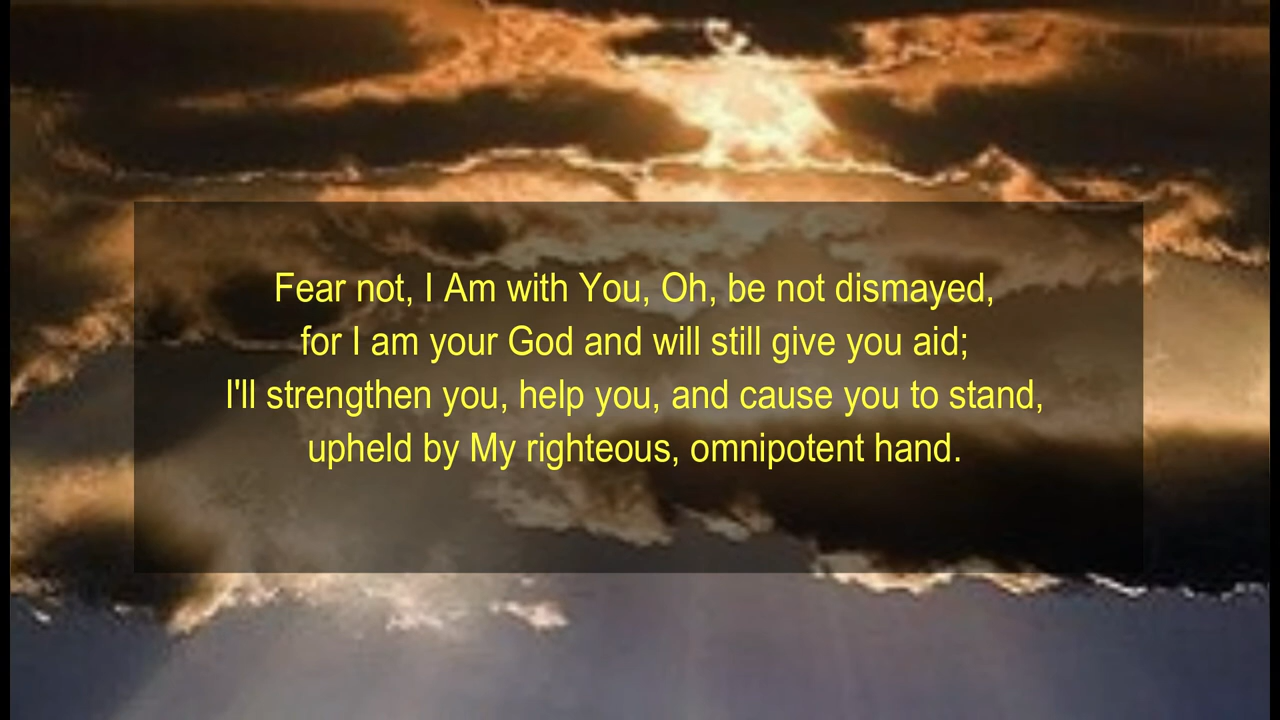 Fear not, I Am with You, Oh, be not dismayed,
for I am your God and will still give you aid;
I'll strengthen you, help you, and cause you to stand,
upheld by My righteous, omnipotent hand.